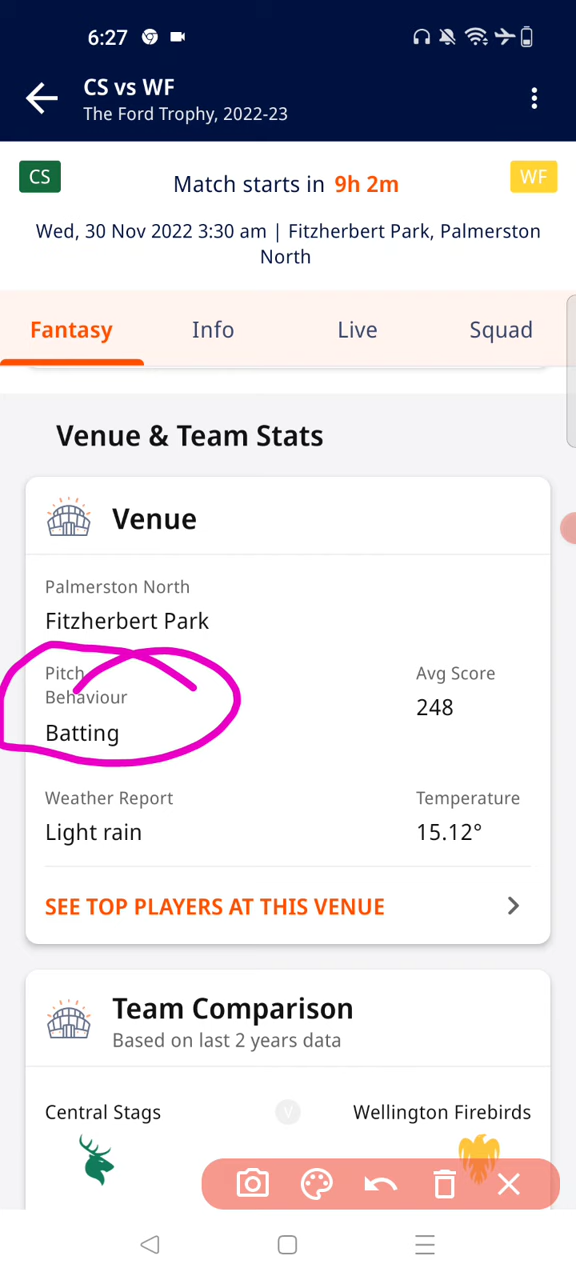 6:27
CS vs WF
The Ford Trophy, 2022-23
CS
Match starts in 9h 2m
WF
Wed, 30 Nov 2022 3:30 am | Fitzherbert Park, Palmerston
North
Fantasy Info Live Squad
Venue & Team Stats
Venue
Palmerston North
Fitzherbert Park
Pitch
Behaviour
Batting
Avg Score
248
Weather Report
Light rain
Temperature
15.12°
SEE TOP PLAYERS AT THIS VENUE
Team Comparison
Based on last 2 years data
Central Stags
V
Wellington Firebirds